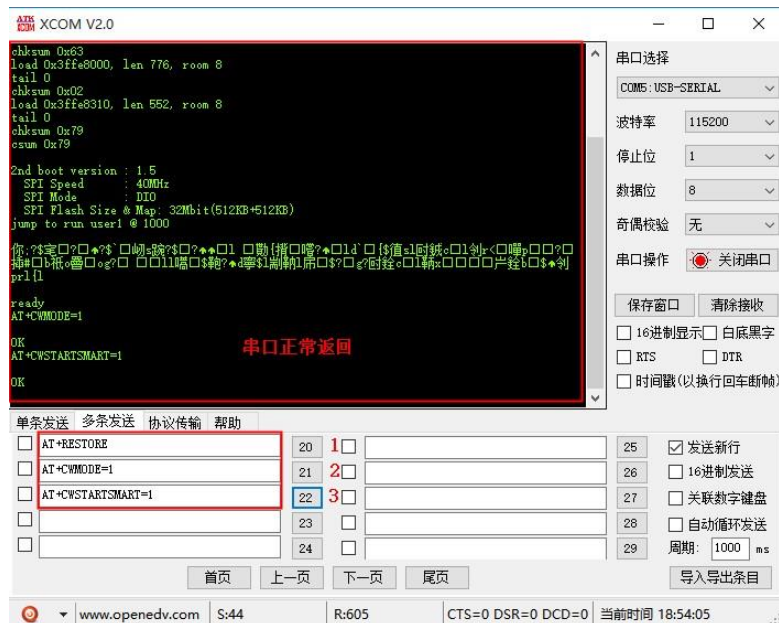 XCOM V2.0
chksum 0x63
load 0x3ffe8000, len 776, room 8
tail 0
chksum 0x02
load 0x3ffe8310, len 552, room 8
tail 0
chksum 0x79
csum 0x79
2nd boot version : 1.5
SPI Speed : 40MHz
SPI Mode : DIO
SPI Flash Size & Map: 32Mbit(512KB+512KB)
jump to run user1 @ 1000
prl{l
ready
AT+CWMODE=1
OK
AT+CWSTARTSMART=1
OK
串口正常返回
串口选择
COM5:USB-SERIAL
波特率 115200
停止位 1
数据位 8
奇偶校验 无
串口操作 关闭串口
保存窗口 清除接收
16进制显示 白底黑字
RTS DTR
时间戳(以换行回车断帧)
单条发送 多条发送 协议传输 帮助
AT+RESTORE 20 1 25 发送新行
AT+CWMODE=1 21 2 26 16进制发送
AT+CWSTARTSMART=1 22 3 27 关联数字键盘
23 28 自动循环发送
24 29 周期: 1000 ms
首页 上一页 下一页 尾页 导入导出条目
www.openedv.com S:44 R:605 CTS=0 DSR=0 DCD=0 当前时间 18:54:05